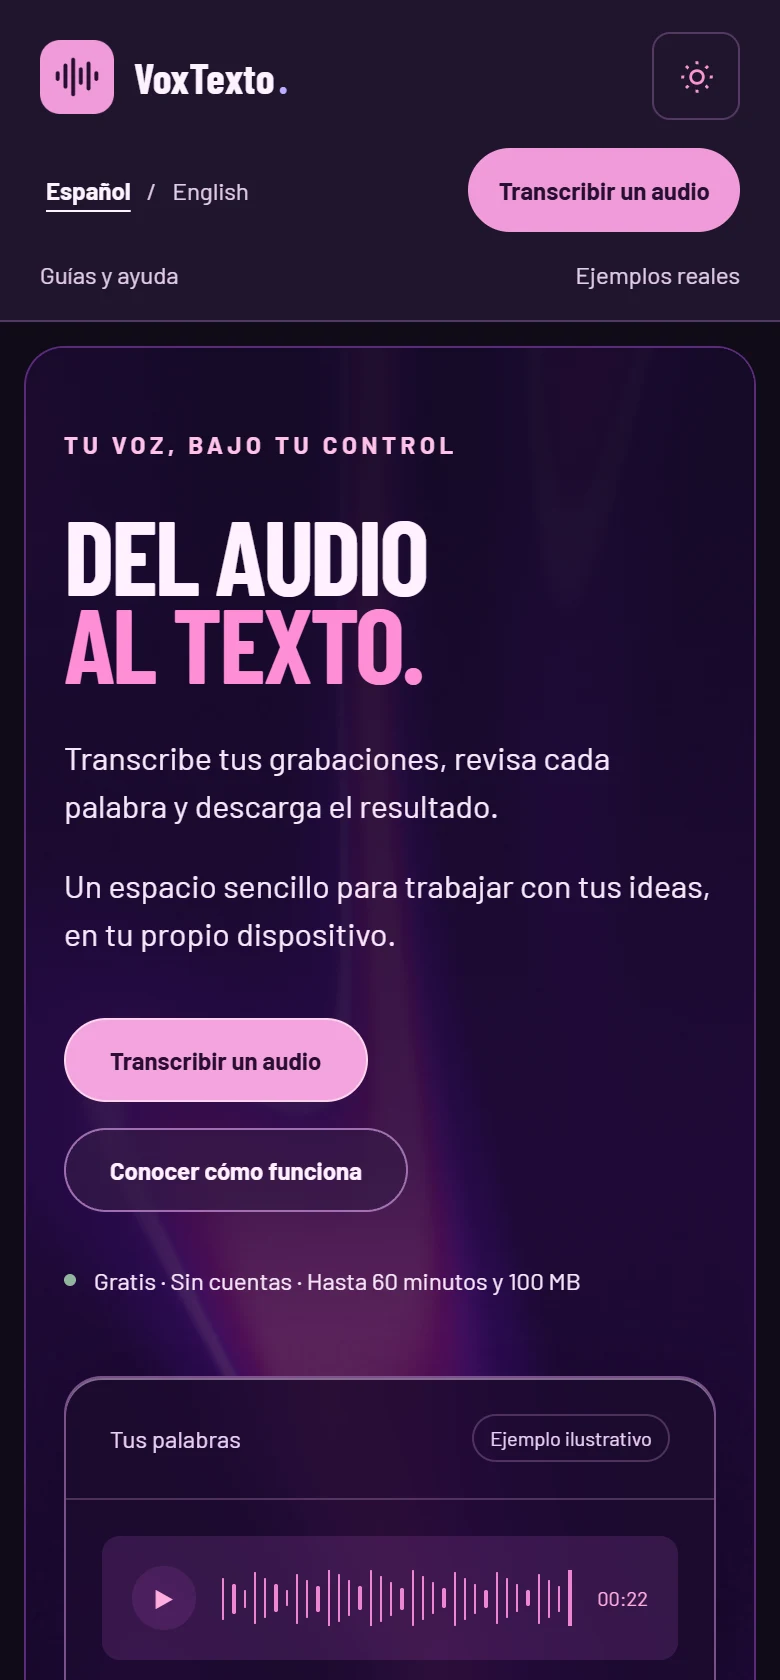 VoxTexto.
Español / English
Transcribir un audio
Guías y ayuda
Ejemplos reales
TU VOZ, BAJO TU CONTROL
DEL AUDIO
AL TEXTO.
Transcribe tus grabaciones, revisa cada
palabra y descarga el resultado.
Un espacio sencillo para trabajar con tus ideas,
en tu propio dispositivo.
Transcribir un audio
Conocer cómo funciona
Gratis · Sin cuentas · Hasta 60 minutos y 100 MB
Tus palabras
Ejemplo ilustrativo
00:22